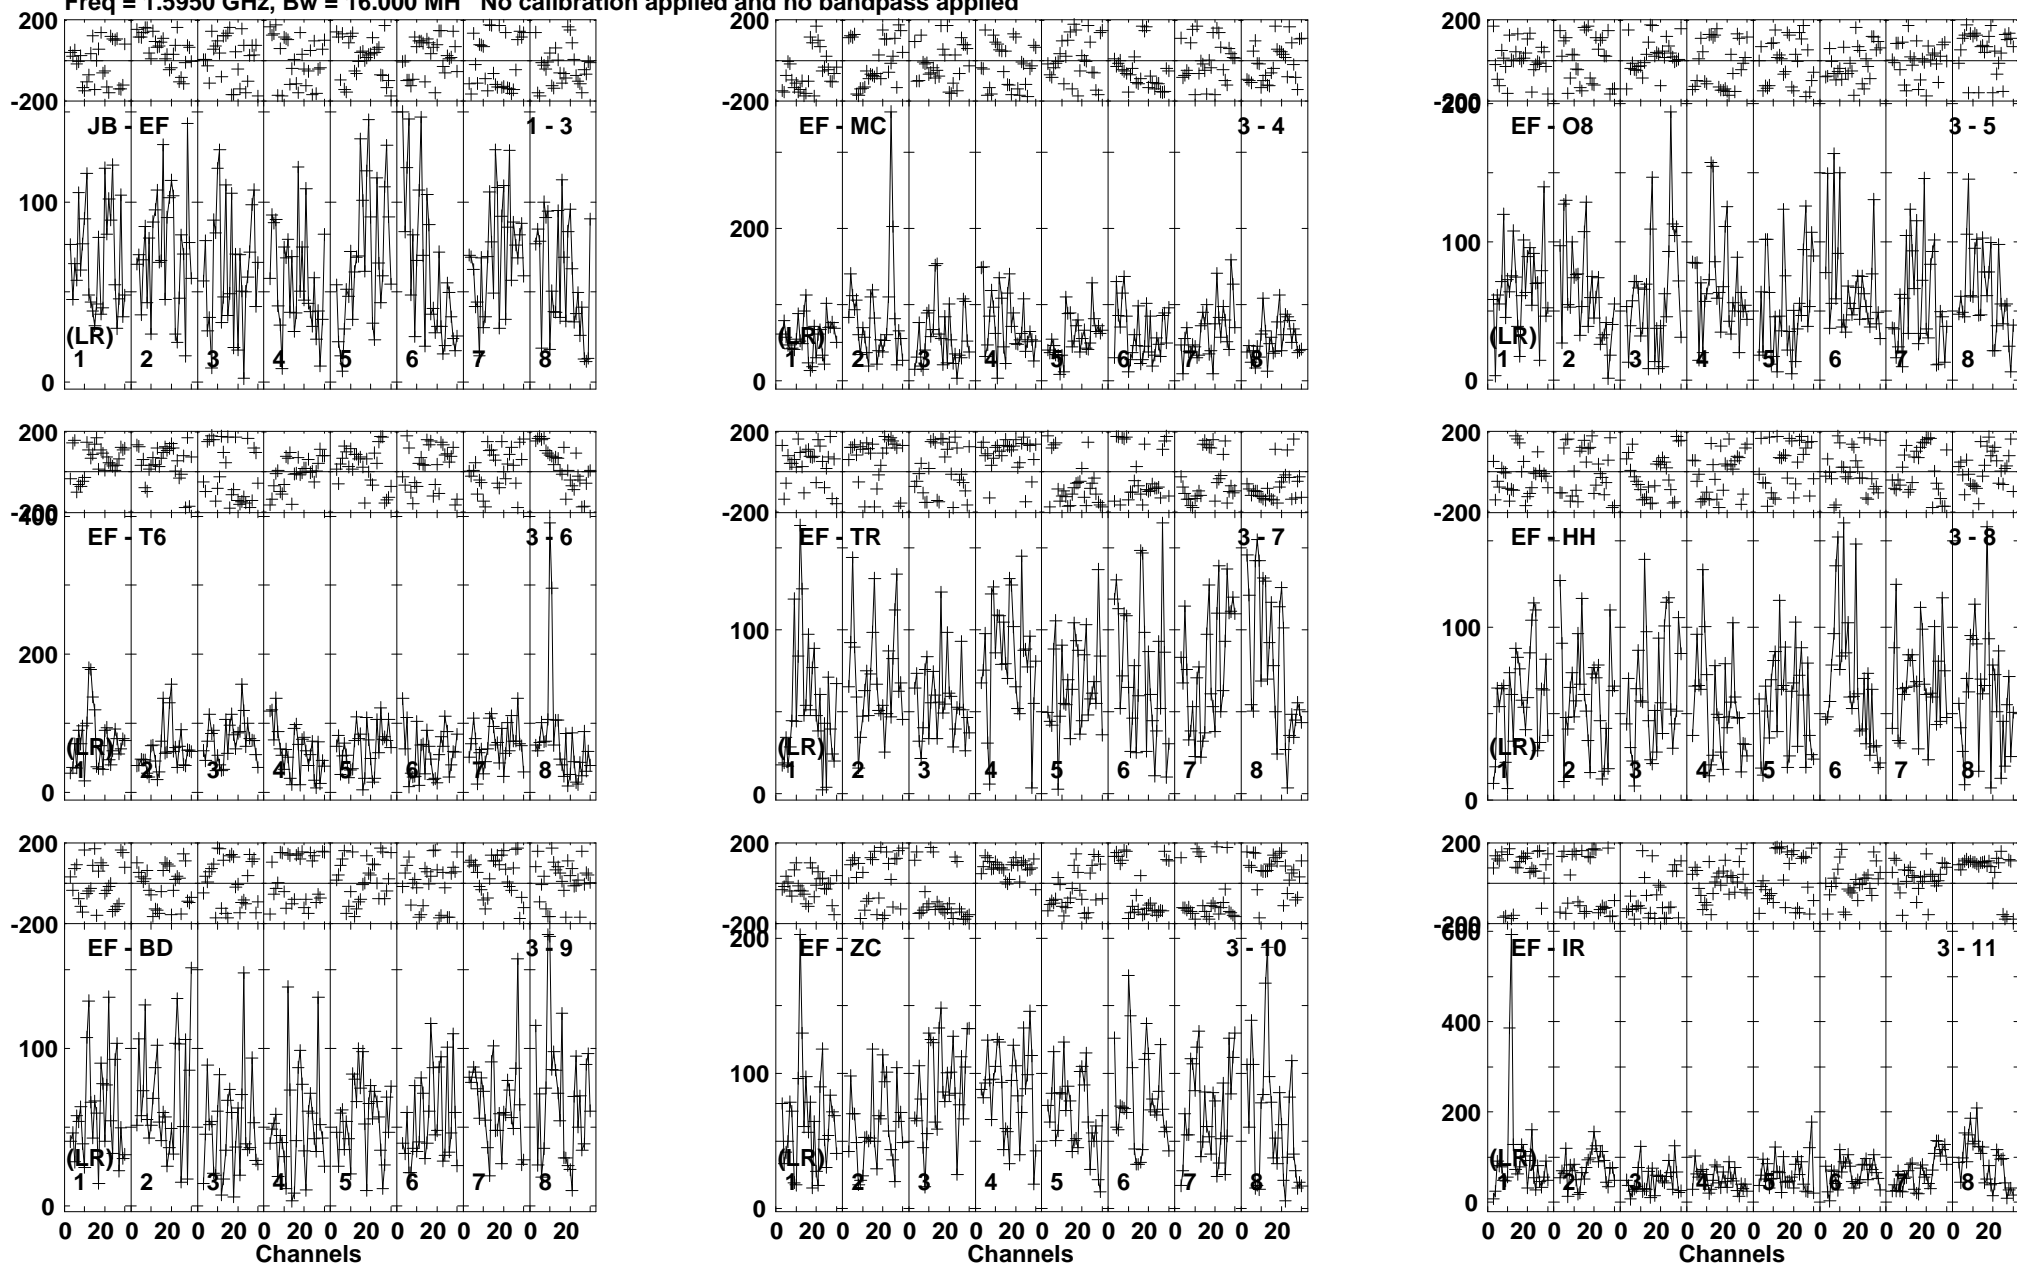 Freq = 1.5950 GHz, Bw = 16.000 MH No calibration applied and no bandpass applied
200 200 200
-200 -200 -200
JB - EF 1 - 3 EF - MC 3 - 4 200 EF - O8 3 - 5
100 200 100
(LR) (LR) (LR)
1 2 3 4 5 6 7 8 1 2 3 4 5 6 7 8 1 2 3 4 5 6 7 8
0 0 0
200 200 200
-200 -200 -200
400 EF - T6 3 - 6 EF - TR 3 - 7 EF - HH 3 - 8
200 100 100
(LR) (LR) (LR)
1 2 3 4 5 6 7 8 1 2 3 4 5 6 7 8 1 2 3 4 5 6 7 8
0 0 0
200 200 200
-200 -200 -200
EF - BD 3 - 9 200 EF - ZC 3 - 10 600 EF - IR 3 - 11
400
100 100 200
(LR) (LR) (LR)
1 2 3 4 5 6 7 8 1 2 3 4 5 6 7 8 1 2 3 4 5 6 7 8
0 0 0
0 20 0 20 0 20 0 20 0 20 0 20 0 20 0 20 0 20 0 20 0 20 0 20 0 20 0 20 0 20 0 20 0 20 0 20 0 20 0 20 0 20 0 20 0 20 0 20
Channels Channels Channels